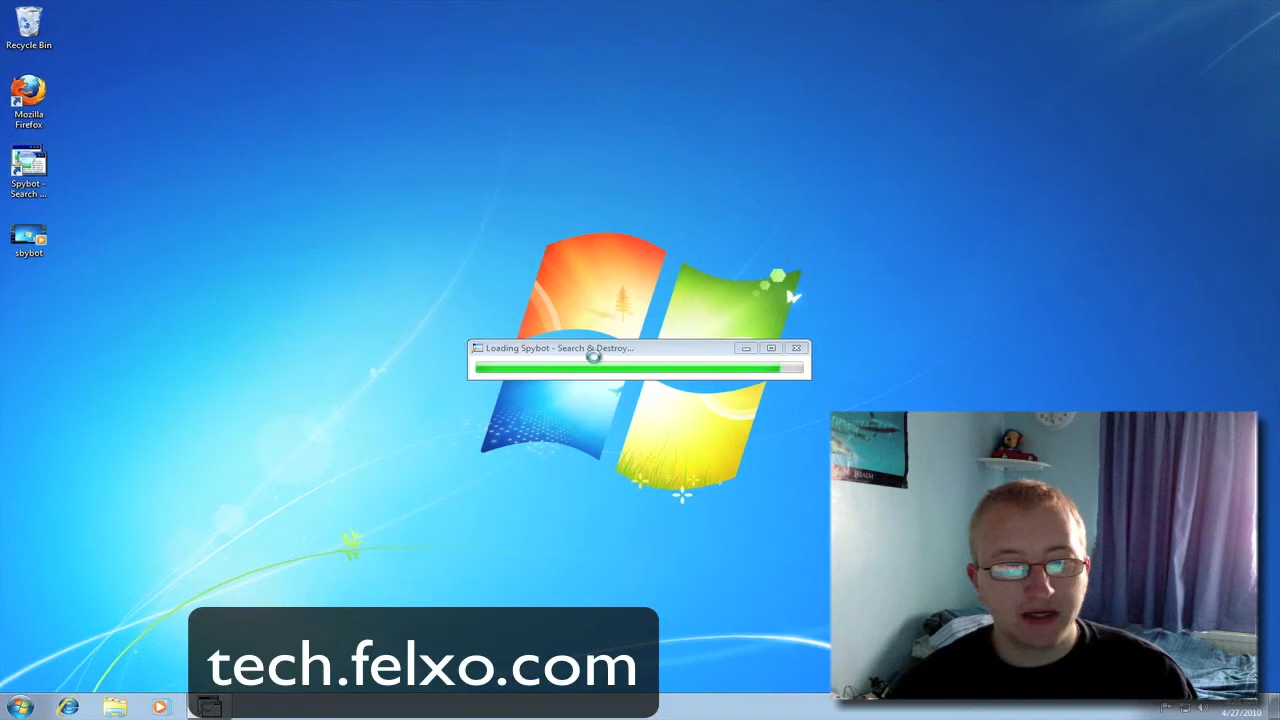 Recycle Bin
Mozilla
Firefox
Spybot -
Search ...
sbybot
Loading Spybot - Search & Destroy...
tech.felxo.com
4/27/2010